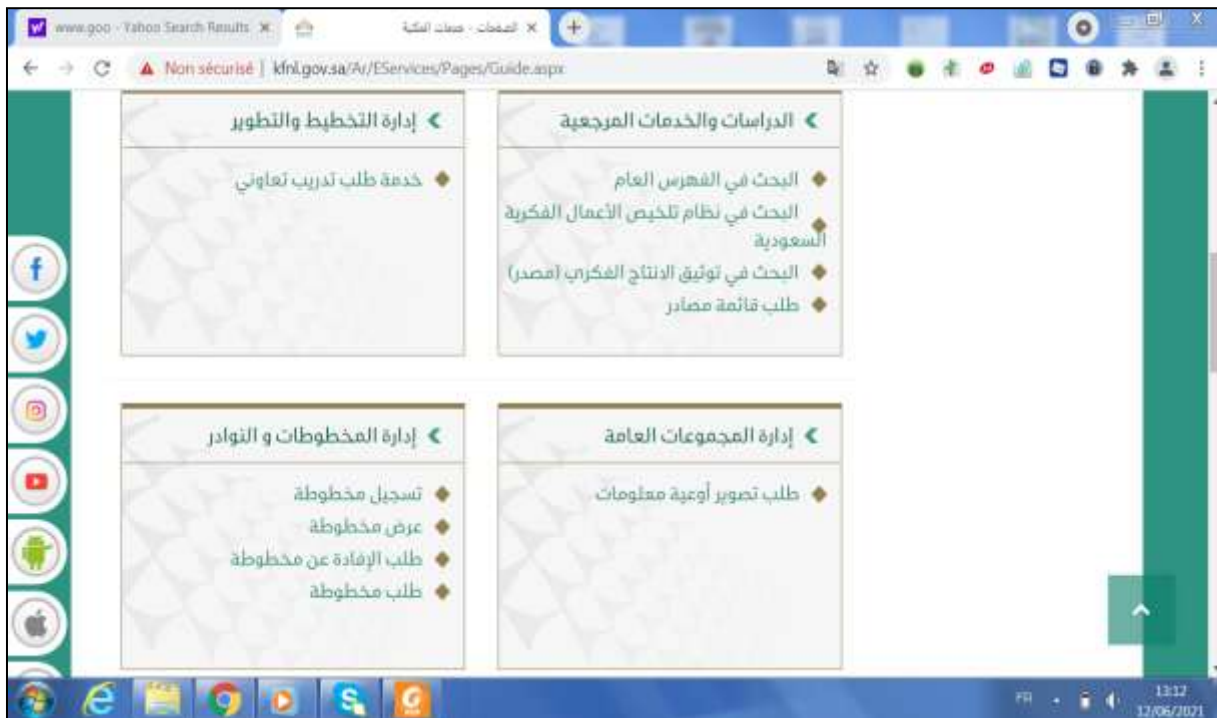 www.goo - Yahoo Search Results
الصفحات - خدمات المكتبة
Non sécurisé | kfnl.gov.sa/Ar/EServices/Pages/Guide.aspx
الدراسات والخدمات المرجعية
البحث في الفهرس العام
البحث في نظام تلخيص الأعمال الفكرية
السعودية
البحث في توثيق الانتاج الفكري (مصدر)
طلب قائمة مصادر
إدارة التخطيط والتطوير
خدمة طلب تدريب تعاوني
إدارة المجموعات العامة
طلب تصوير أوعية معلومات
إدارة المخطوطات و النوادر
تسجيل مخطوطة
عرض مخطوطة
طلب الإفادة عن مخطوطة
طلب مخطوطة
FR
13:12
12/06/2021